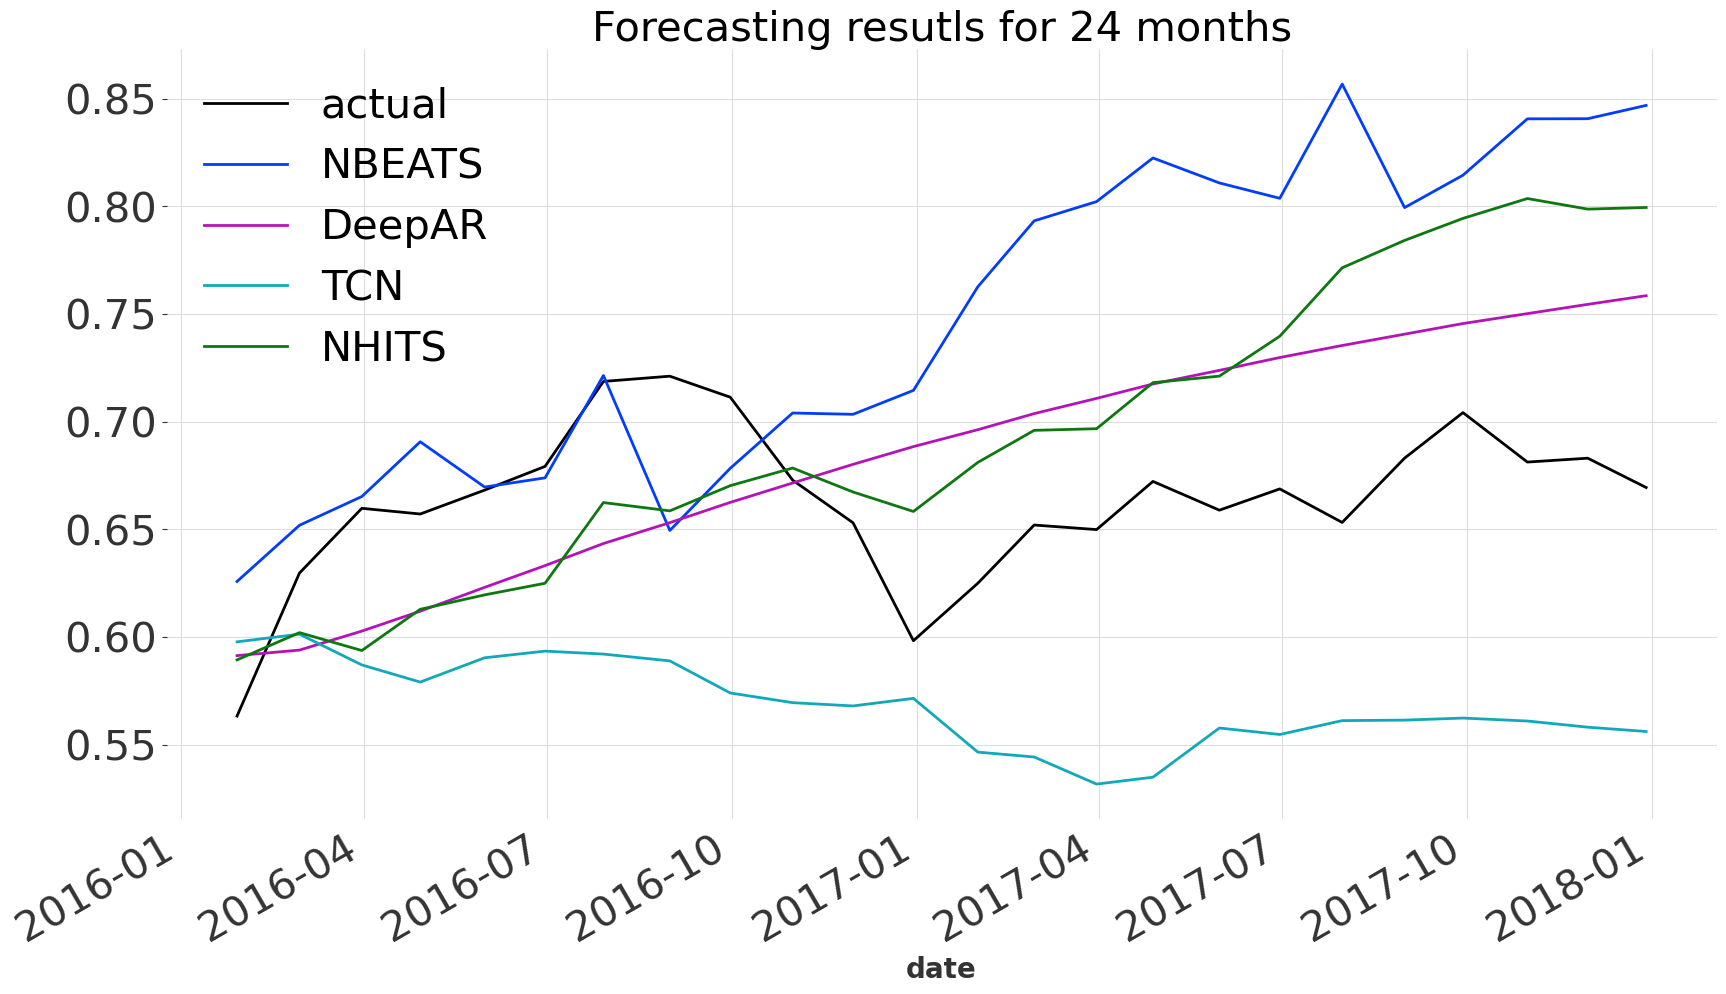 Forecasting resutls for 24 months
0.85
0.80
0.75
0.70
0.65
0.60
0.55
actual
NBEATS
DeepAR
TCN
NHITS
2016-01
2016-04
2016-07
2016-10
2017-01
2017-04
2017-07
2017-10
2018-01
date